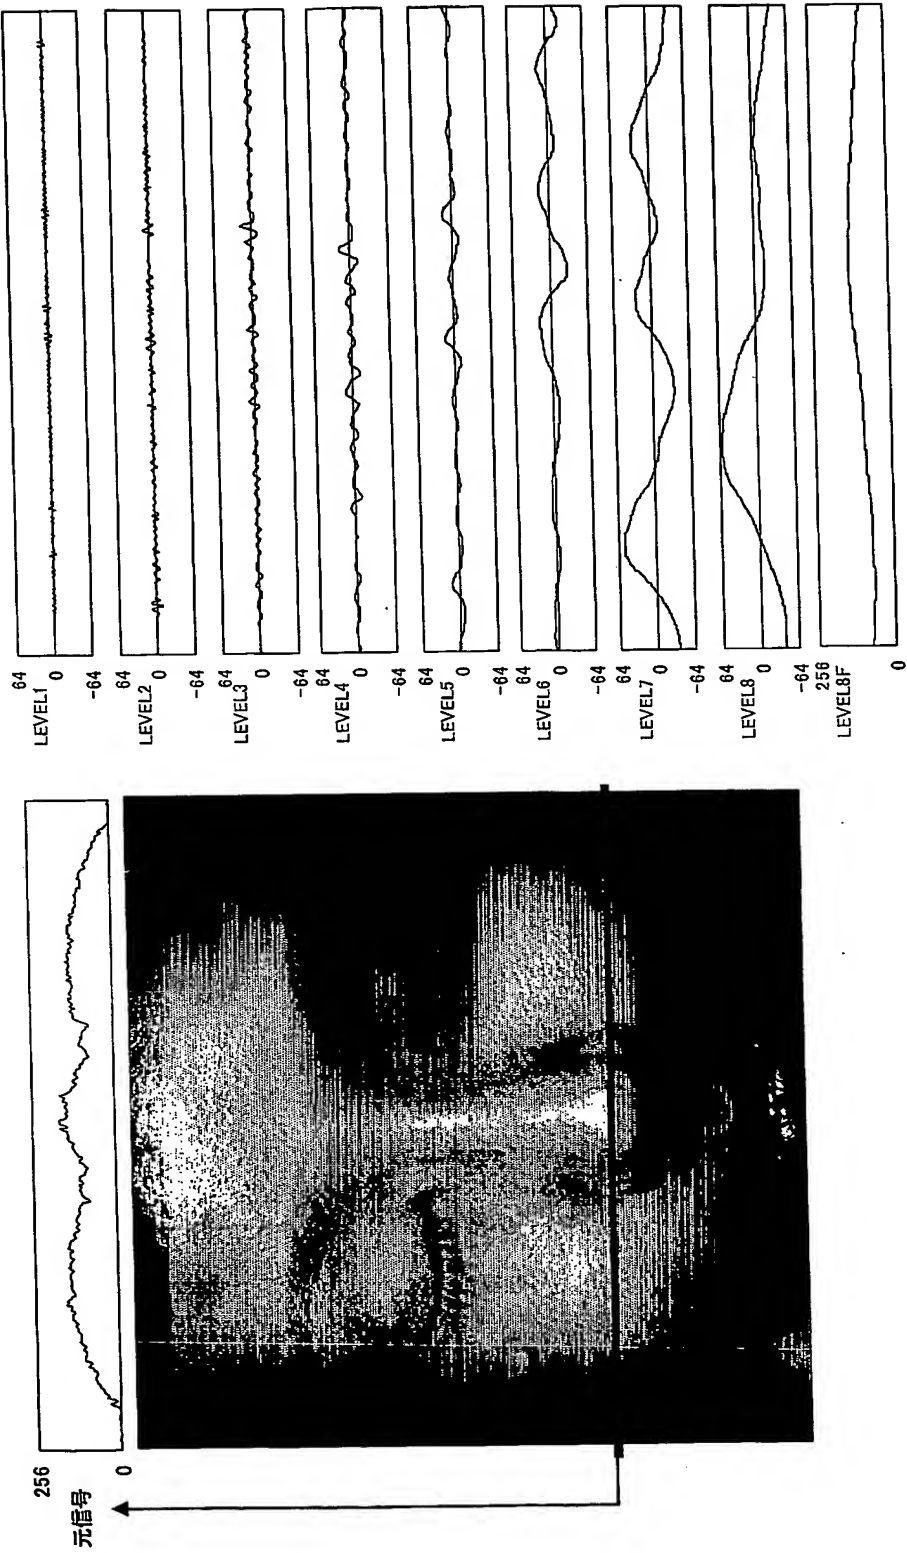 64
LEVEL1 0
-64
64
LEVEL2 0
-64
64
LEVEL3 0
-64
64
LEVEL4 0
-64
64
LEVEL5 0
-64
64
LEVEL6 0
-64
64
LEVEL7 0
-64
64
LEVEL8 0
-64
256
LEVEL8F
0
256
元信号
0